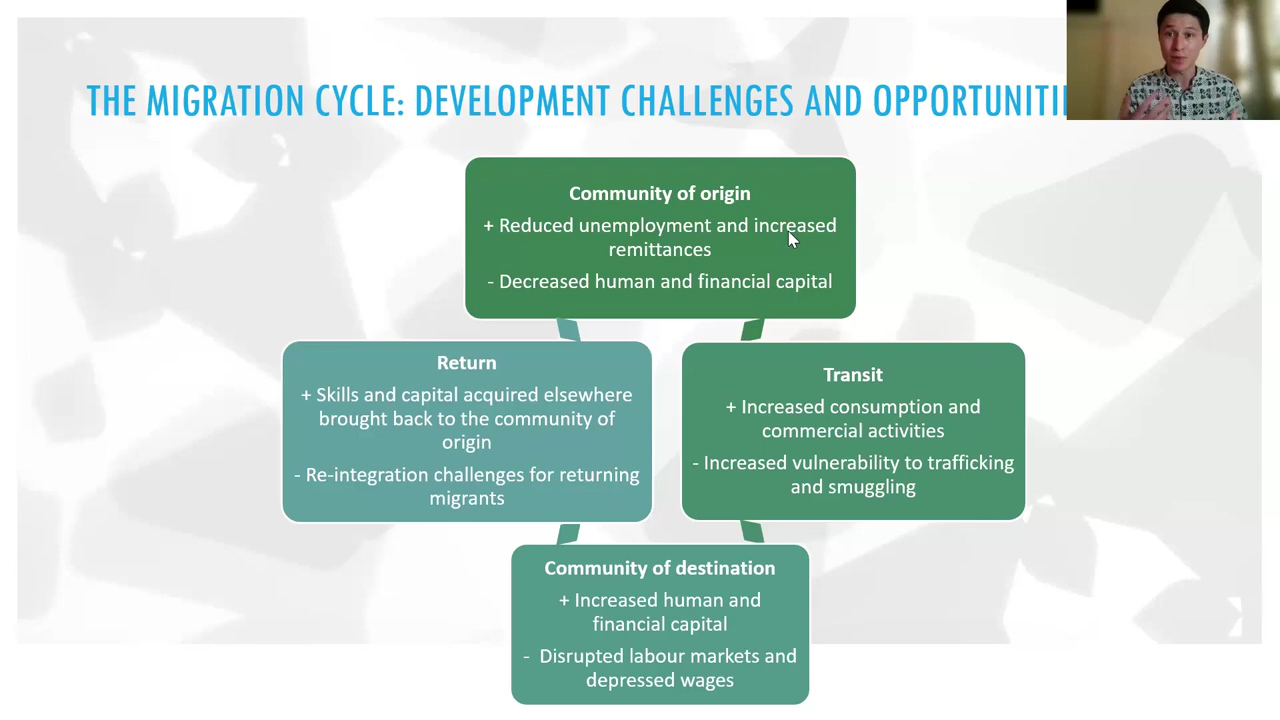 THE MIGRATION CYCLE: DEVELOPMENT CHALLENGES AND OPPORTUNITI
Community of origin
+ Reduced unemployment and increased
remittances
- Decreased human and financial capital
Return
+ Skills and capital acquired elsewhere
brought back to the community of
origin
- Re-integration challenges for returning
migrants
Transit
+ Increased consumption and
commercial activities
- Increased vulnerability to trafficking
and smuggling
Community of destination
+ Increased human and
financial capital
- Disrupted labour markets and
depressed wages